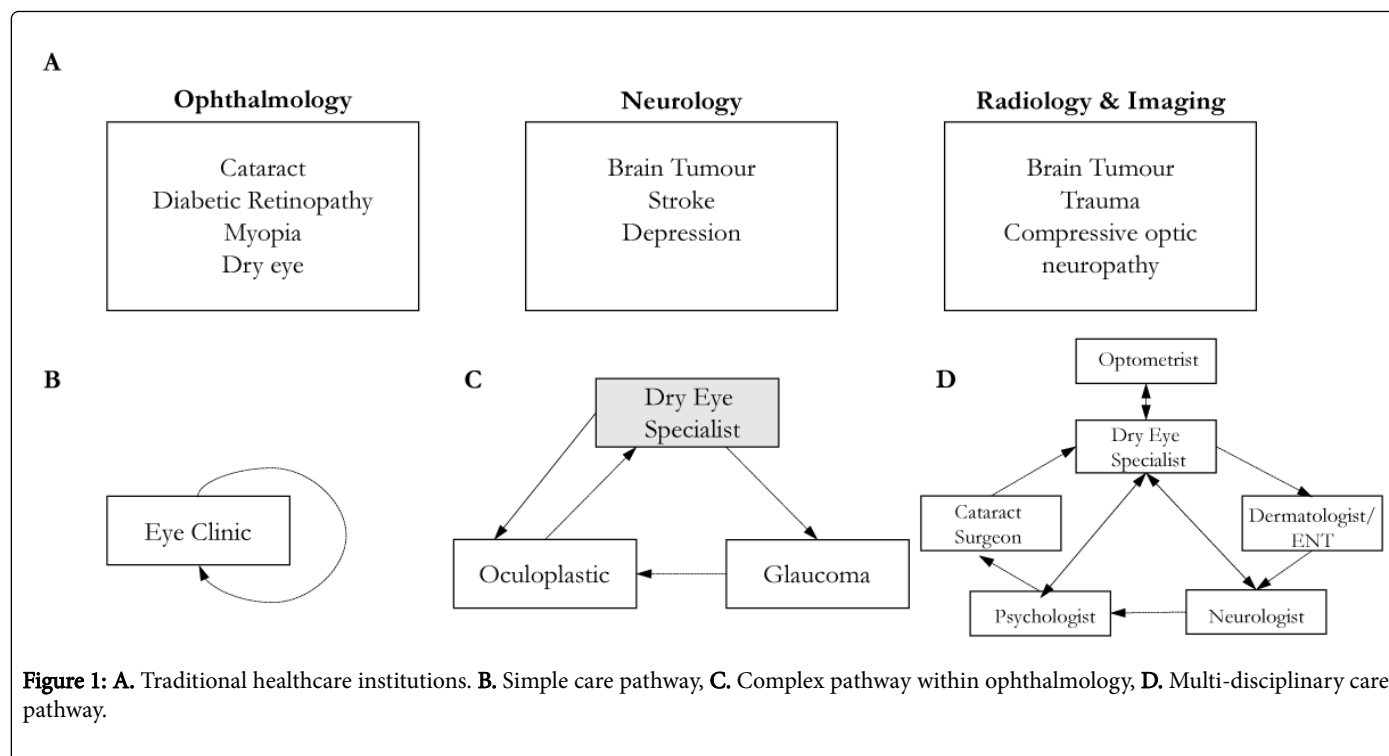 A
Ophthalmology
Cataract
Diabetic Retinopathy
Myopia
Dry eye
Neurology
Brain Tumour
Stroke
Depression
Radiology & Imaging
Brain Tumour
Trauma
Compressive optic
neuropathy
B
Eye Clinic
C
Dry Eye
Specialist
Oculoplastic
Glaucoma
D
Optometrist
Dry Eye
Specialist
Cataract
Surgeon
Dermatologist/
ENT
Psychologist
Neurologist
Figure 1: A. Traditional healthcare institutions. B. Simple care pathway, C. Complex pathway within ophthalmology, D. Multi-disciplinary care
pathway.